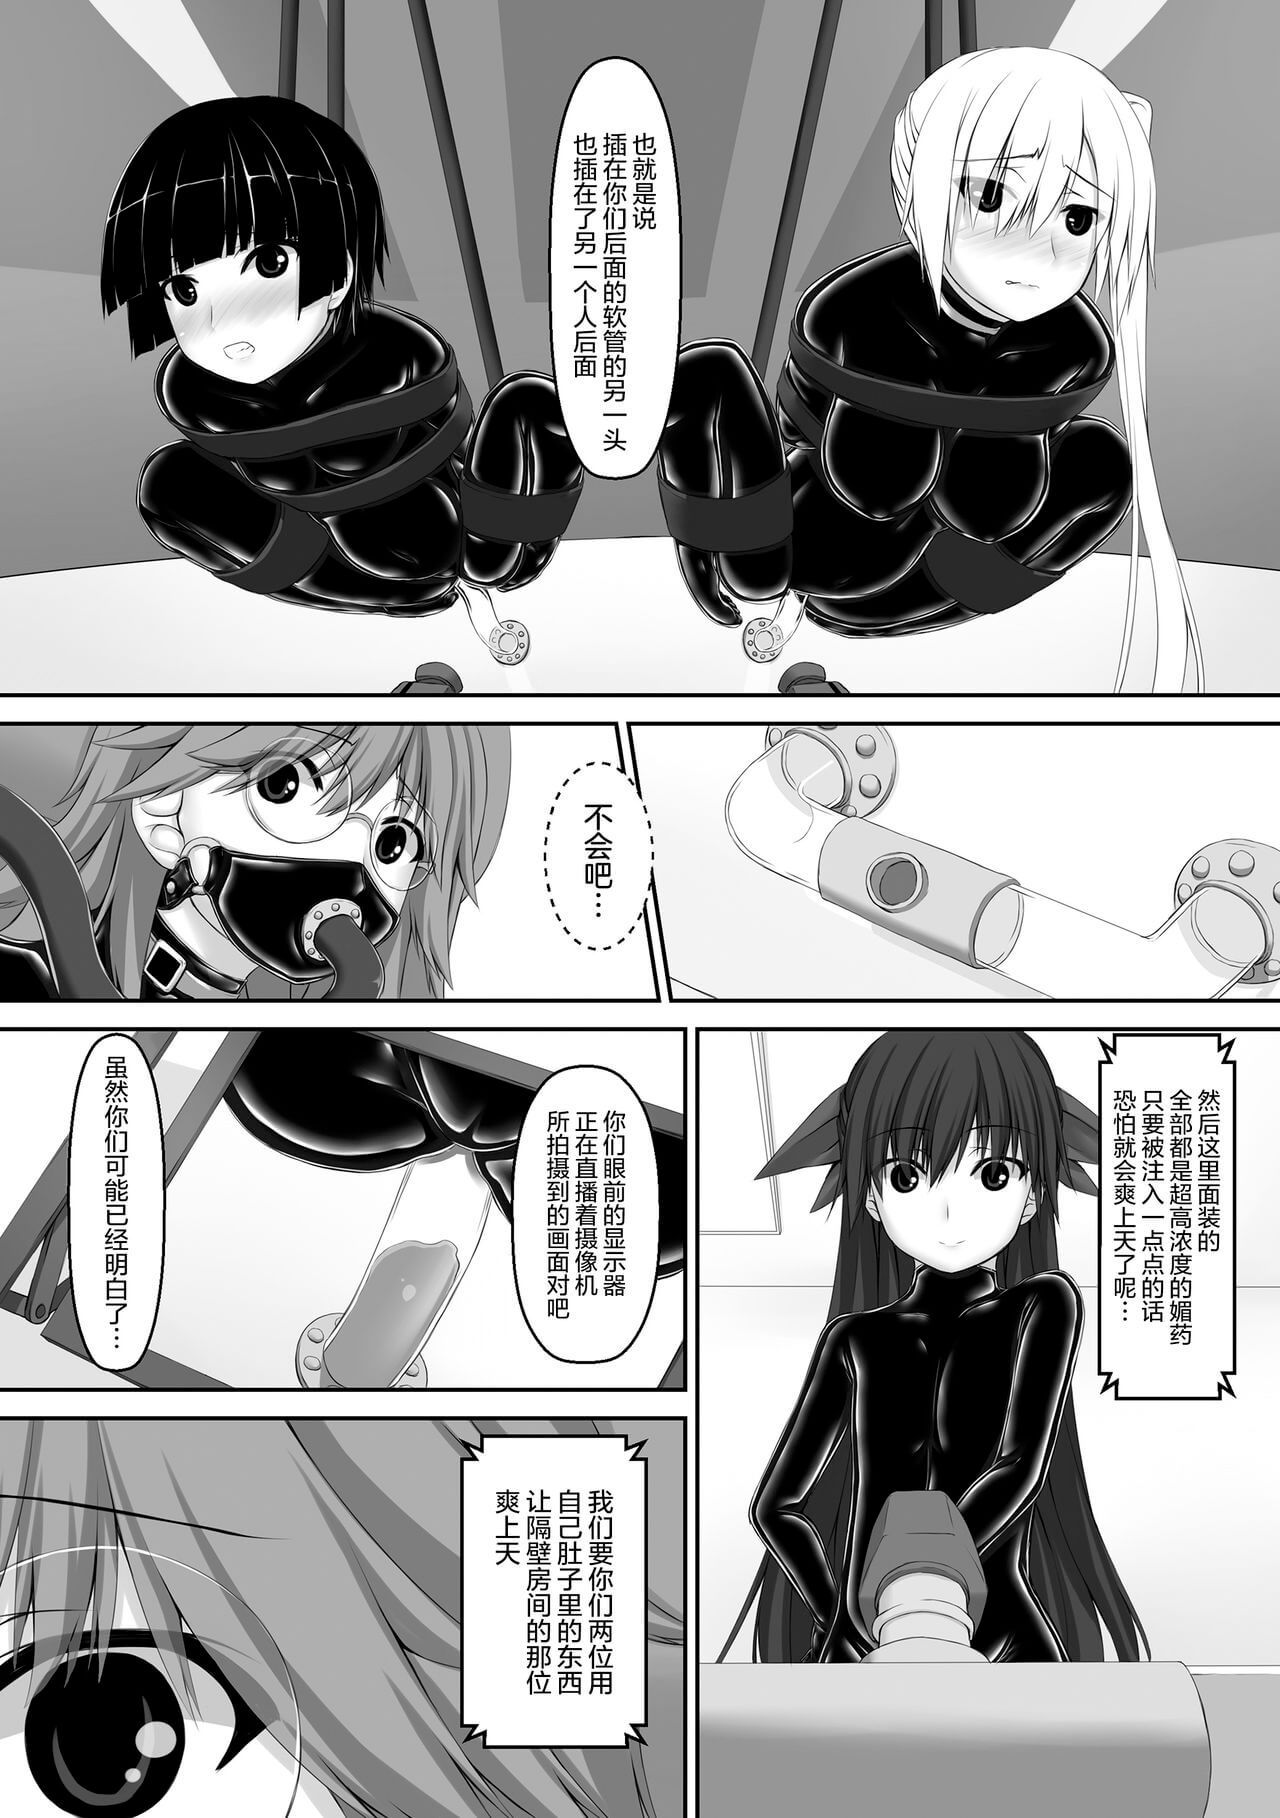 也就是说
插在你们后面的软管的另一头
也插在了另一个人后面
不会吧…
然后这里面装的
全部都是超高浓度的媚药
只要被注入一点点的话
恐怕就会爽上天了呢…
你们眼前的显示器
正在直播着摄像机
所拍摄到的画面对吧
虽然你们可能已经明白了…
我们要你们两位用
自己肚子里的东西
让隔壁房间的那位
爽上天